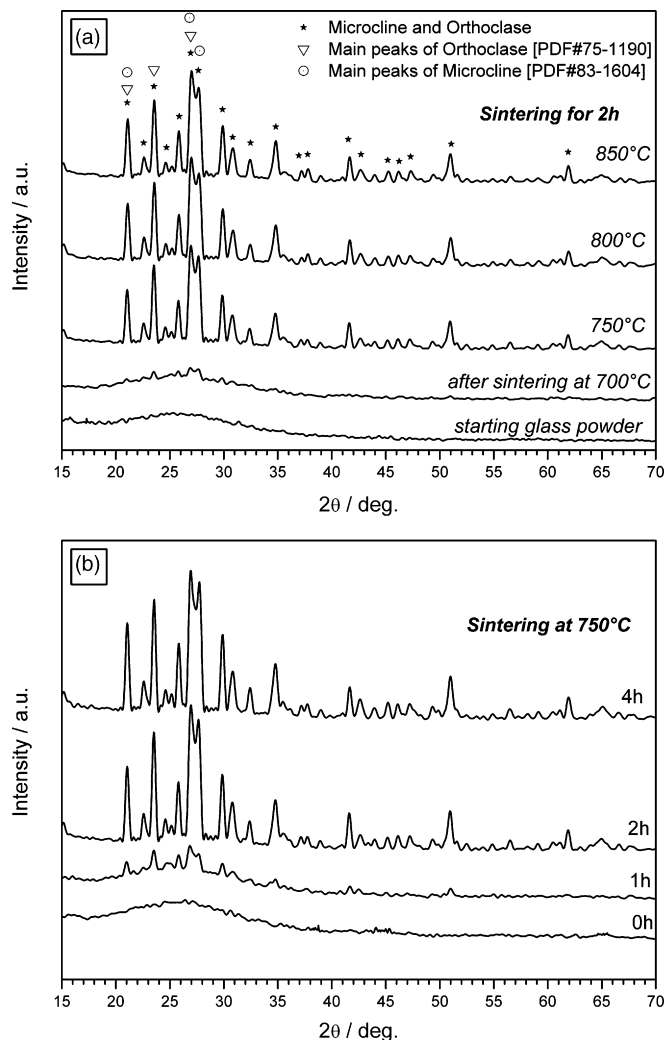 (a)
Microcline and Orthoclase
Main peaks of Orthoclase [PDF#75-1190]
Main peaks of Microcline [PDF#83-1604]
Sintering for 2h
850°C
800°C
750°C
after sintering at 700°C
starting glass powder
Intensity / a.u.
15 20 25 30 35 40 45 50 55 60 65 70
2θ / deg.
(b)
Sintering at 750°C
4h
2h
1h
0h
Intensity / a.u.
15 20 25 30 35 40 45 50 55 60 65 70
2θ / deg.